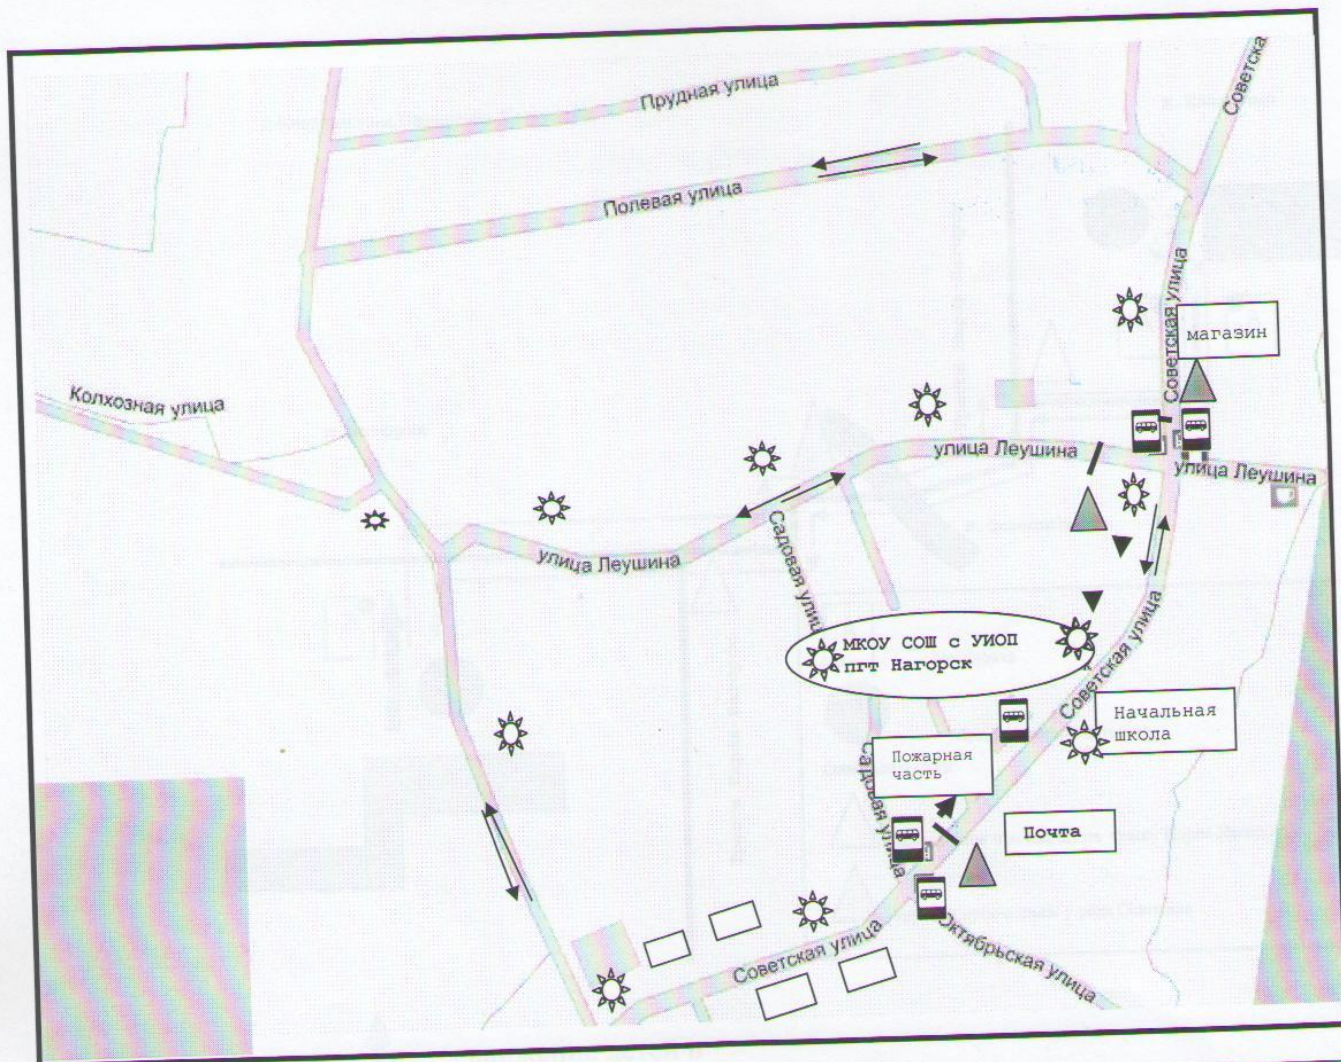 Советска
Прудная улица
Полевая улица
Советская улица
магазин
Колхозная улица
улица Леушина
улица Леушина
улица Леушина
Садовая улиц
МКОУ СОШ с УИОП
пгт Нагорск
Советская улица
Начальная
школа
Пожарная
часть
Садовая улица
Почта
Советская улица
Октябрьская улица